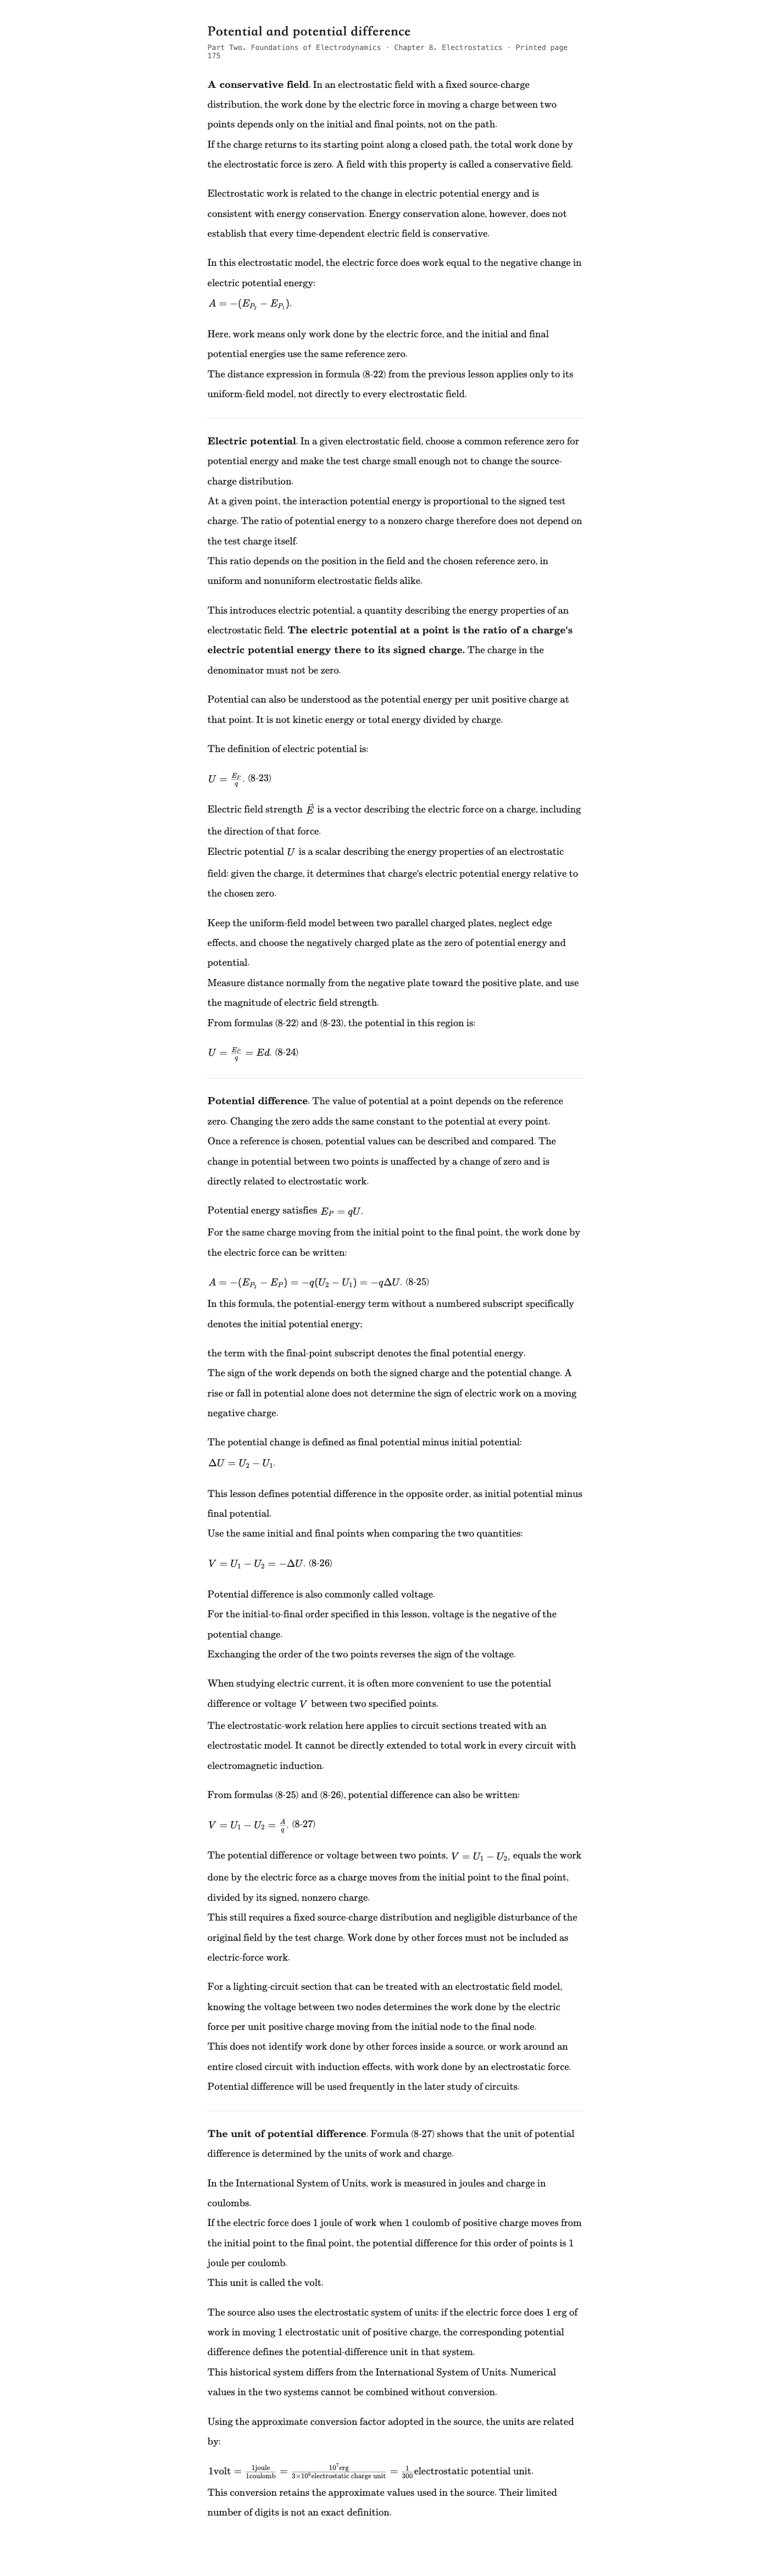 Potential and potential difference
Part Two. Foundations of Electrodynamics · Chapter 8. Electrostatics · Printed page
175
A conservative field. In an electrostatic field with a fixed source-charge
distribution, the work done by the electric force in moving a charge between two
points depends only on the initial and final points, not on the path.
If the charge returns to its starting point along a closed path, the total work done by
the electrostatic force is zero. A field with this property is called a conservative field.
Electrostatic work is related to the change in electric potential energy and is
consistent with energy conservation. Energy conservation alone, however, does not
establish that every time-dependent electric field is conservative.
In this electrostatic model, the electric force does work equal to the negative change in
electric potential energy:
A = −(E_{P_2} − E_{P_1}).
Here, work means only work done by the electric force, and the initial and final
potential energies use the same reference zero.
The distance expression in formula (8-22) from the previous lesson applies only to its
uniform-field model, not directly to every electrostatic field.
Electric potential. In a given electrostatic field, choose a common reference zero for
potential energy and make the test charge small enough not to change the source-
charge distribution.
At a given point, the interaction potential energy is proportional to the signed test
charge. The ratio of potential energy to a nonzero charge therefore does not depend on
the test charge itself.
This ratio depends on the position in the field and the chosen reference zero, in
uniform and nonuniform electrostatic fields alike.
This introduces electric potential, a quantity describing the energy properties of an
electrostatic field. The electric potential at a point is the ratio of a charge's
electric potential energy there to its signed charge. The charge in the
denominator must not be zero.
Potential can also be understood as the potential energy per unit positive charge at
that point. It is not kinetic energy or total energy divided by charge.
The definition of electric potential is:
U = \frac{E_P}{q}. (8-23)
Electric field strength \vec{E} is a vector describing the electric force on a charge, including
the direction of that force.
Electric potential U is a scalar describing the energy properties of an electrostatic
field: given the charge, it determines that charge's electric potential energy relative to
the chosen zero.
Keep the uniform-field model between two parallel charged plates, neglect edge
effects, and choose the negatively charged plate as the zero of potential energy and
potential.
Measure distance normally from the negative plate toward the positive plate, and use
the magnitude of electric field strength.
From formulas (8-22) and (8-23), the potential in this region is:
U = \frac{E_P}{q} = Ed. (8-24)
Potential difference. The value of potential at a point depends on the reference
zero. Changing the zero adds the same constant to the potential at every point.
Once a reference is chosen, potential values can be described and compared. The
change in potential between two points is unaffected by a change of zero and is
directly related to electrostatic work.
Potential energy satisfies E_P = qU.
For the same charge moving from the initial point to the final point, the work done by
the electric force can be written:
A = −(E_{P_2} − E_P) = −q(U_2 − U_1) = −qΔU. (8-25)
In this formula, the potential-energy term without a numbered subscript specifically
denotes the initial potential energy;
the term with the final-point subscript denotes the final potential energy.
The sign of the work depends on both the signed charge and the potential change. A
rise or fall in potential alone does not determine the sign of electric work on a moving
negative charge.
The potential change is defined as final potential minus initial potential:
ΔU = U_2 − U_1.
This lesson defines potential difference in the opposite order, as initial potential minus
final potential.
Use the same initial and final points when comparing the two quantities:
V = U_1 − U_2 = −ΔU. (8-26)
Potential difference is also commonly called voltage.
For the initial-to-final order specified in this lesson, voltage is the negative of the
potential change.
Exchanging the order of the two points reverses the sign of the voltage.
When studying electric current, it is often more convenient to use the potential
difference or voltage V between two specified points.
The electrostatic-work relation here applies to circuit sections treated with an
electrostatic model. It cannot be directly extended to total work in every circuit with
electromagnetic induction.
From formulas (8-25) and (8-26), potential difference can also be written:
V = U_1 − U_2 = \frac{A}{q}. (8-27)
The potential difference or voltage between two points, V = U_1 − U_2, equals the work
done by the electric force as a charge moves from the initial point to the final point,
divided by its signed, nonzero charge.
This still requires a fixed source-charge distribution and negligible disturbance of the
original field by the test charge. Work done by other forces must not be included as
electric-force work.
For a lighting-circuit section that can be treated with an electrostatic field model,
knowing the voltage between two nodes determines the work done by the electric
force per unit positive charge moving from the initial node to the final node.
This does not identify work done by other forces inside a source, or work around an
entire closed circuit with induction effects, with work done by an electrostatic force.
Potential difference will be used frequently in the later study of circuits.
The unit of potential difference. Formula (8-27) shows that the unit of potential
difference is determined by the units of work and charge.
In the International System of Units, work is measured in joules and charge in
coulombs.
If the electric force does 1 joule of work when 1 coulomb of positive charge moves from
the initial point to the final point, the potential difference for this order of points is 1
joule per coulomb.
This unit is called the volt.
The source also uses the electrostatic system of units: if the electric force does 1 erg of
work in moving 1 electrostatic unit of positive charge, the corresponding potential
difference defines the potential-difference unit in that system.
This historical system differs from the International System of Units. Numerical
values in the two systems cannot be combined without conversion.
Using the approximate conversion factor adopted in the source, the units are related
by:
1volt = \frac{1joule}{1coulomb} = \frac{10^7erg}{3×10^9electrostatic charge unit} = \frac{1}{300}electrostatic potential unit.
This conversion retains the approximate values used in the source. Their limited
number of digits is not an exact definition.